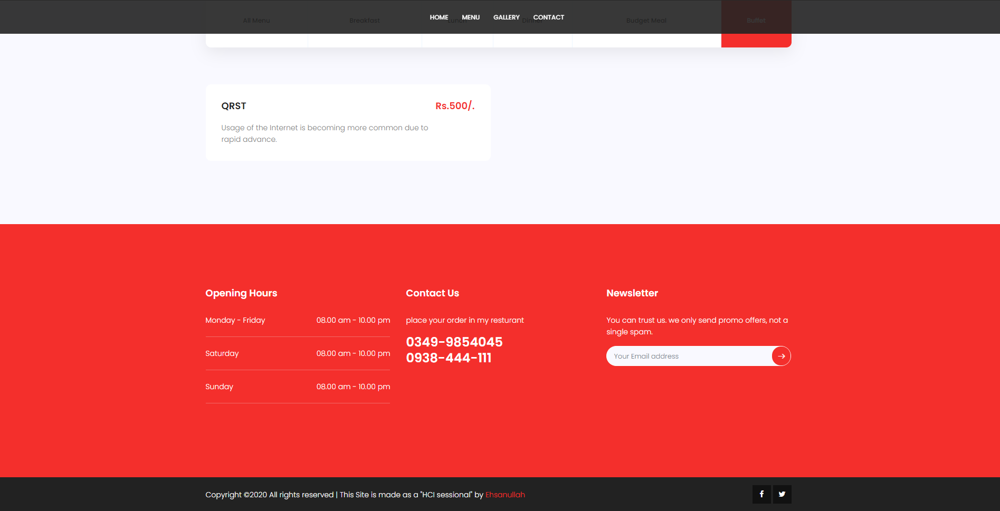 HOME MENU GALLERY CONTACT
All Menu Breakfast Lunch Dinner Budget Meal Buffet
QRST Rs.500/.
Usage of the Internet is becoming more common due to
rapid advance.
Opening Hours
Monday - Friday 08.00 am - 10.00 pm
Saturday 08.00 am - 10.00 pm
Sunday 08.00 am - 10.00 pm
Contact Us
place your order in my resturant
0349-9854045
0938-444-111
Newsletter
You can trust us. we only send promo offers, not a
single spam.
Your Email address
Copyright ©2020 All rights reserved | This Site is made as a "HCI sessional" by Ehsanullah